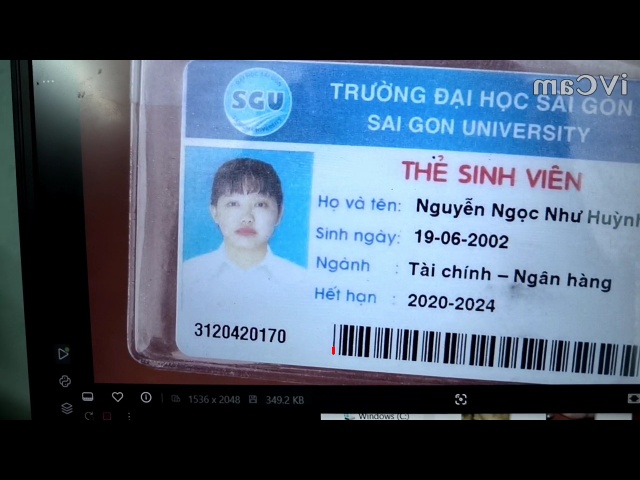 iVCam
SGU
TRƯỜNG ĐẠI HỌC SÀI GÒN
SAI GON UNIVERSITY
THẺ SINH VIÊN
Họ và tên: Nguyễn Ngọc Như Huỳnh
Sinh ngày: 19-06-2002
Ngành : Tài chính – Ngân hàng
Hết hạn : 2020-2024
3120420170
1536 x 2048 349,2 KB
Windows (C:)